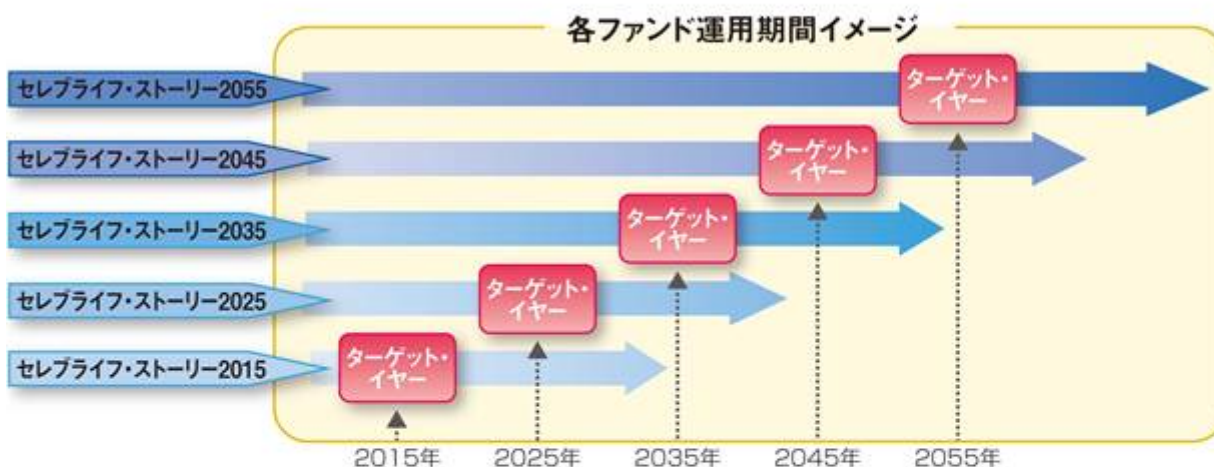 各ファンド運用期間イメージ
セレブライフ・ストーリー2055
ターゲット・
イヤー
セレブライフ・ストーリー2045
ターゲット・
イヤー
セレブライフ・ストーリー2035
ターゲット・
イヤー
セレブライフ・ストーリー2025
ターゲット・
イヤー
セレブライフ・ストーリー2015
ターゲット・
イヤー
2015年 2025年 2035年 2045年 2055年